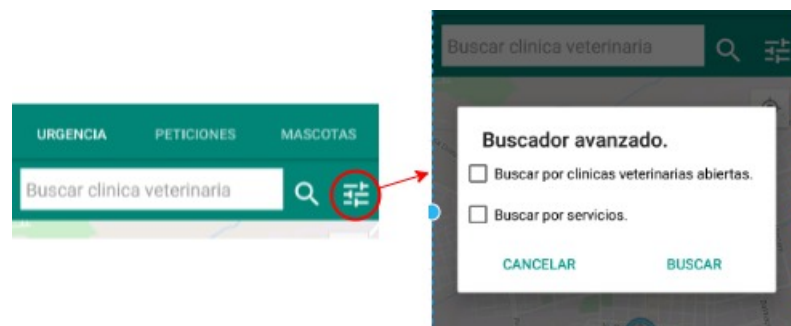 URGENCIA PETICIONES MASCOTAS
Buscar clinica veterinaria
Buscar clinica veterinaria
Buscador avanzado.
Buscar por clinicas veterinarias abiertas.
Buscar por servicios.
CANCELAR BUSCAR